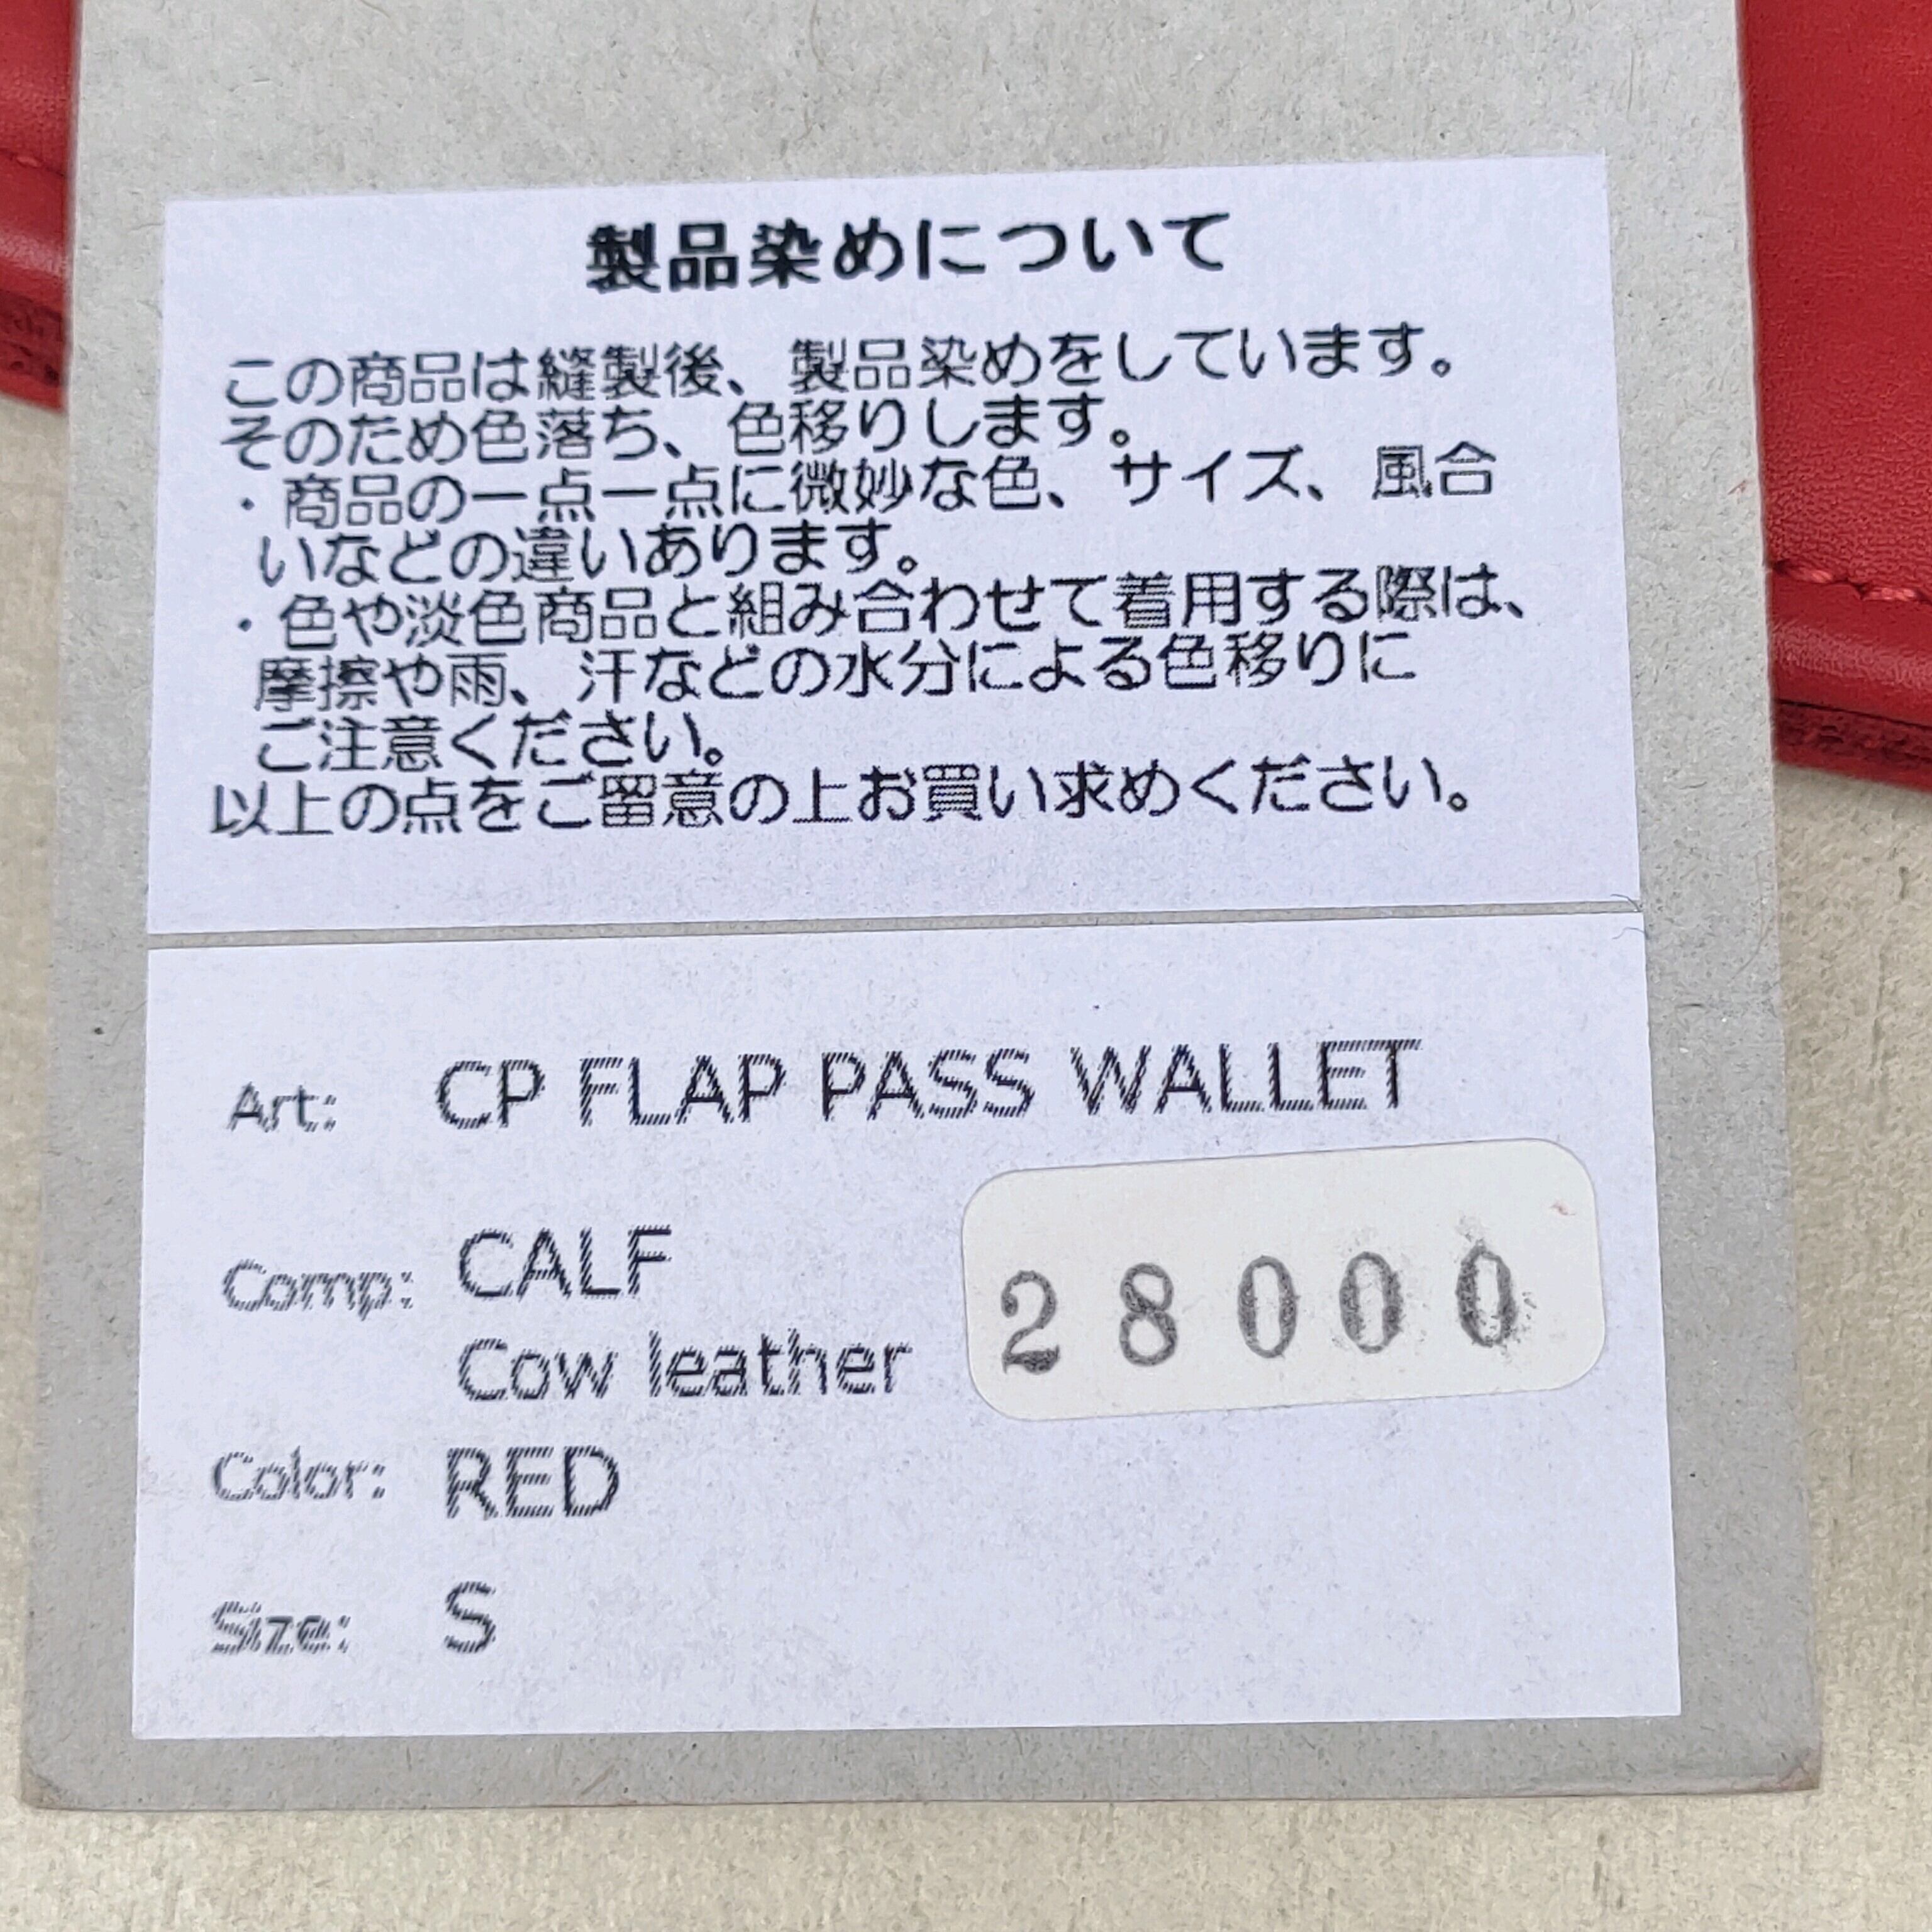 製品染めについて
この商品は縫製後、製品染めをしています。
そのため色落ち、色移りします。
・商品の一点一点に微妙な色、サイズ、風合
いなどの違いあります。
・色や淡色商品と組み合わせて着用する際は、
摩擦や雨、汗などの水分による色移りに
ご注意ください。
以上の点をご留意の上お買い求めください。
Art: CP FLAP PASS WALLET
Comp: CALF
Cow leather
28000
Color: RED
Size: S